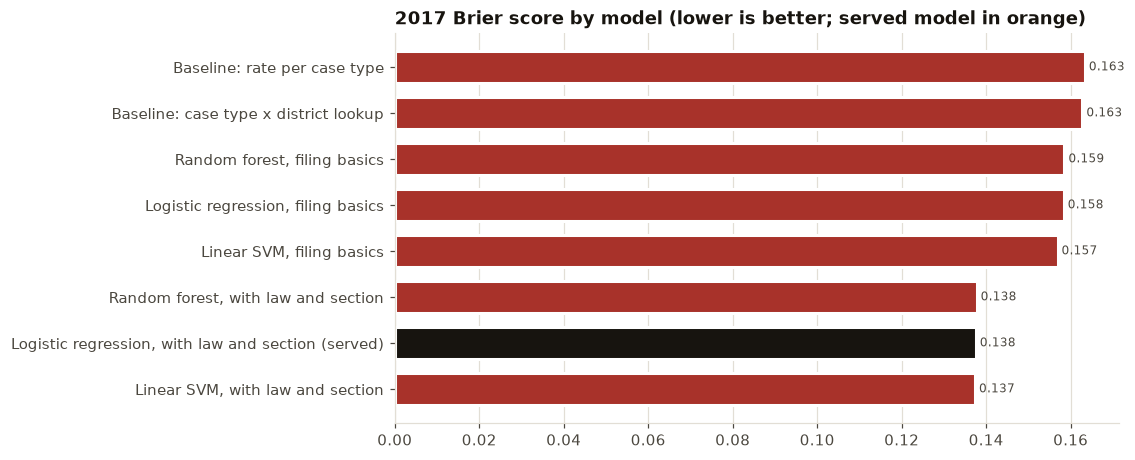 2017 Brier score by model (lower is better; served model in orange)
Baseline: rate per case type 0.163
Baseline: case type x district lookup 0.163
Random forest, filing basics 0.159
Logistic regression, filing basics 0.158
Linear SVM, filing basics 0.157
Random forest, with law and section 0.138
Logistic regression, with law and section (served) 0.138
Linear SVM, with law and section 0.137
0.00 0.02 0.04 0.06 0.08 0.10 0.12 0.14 0.16